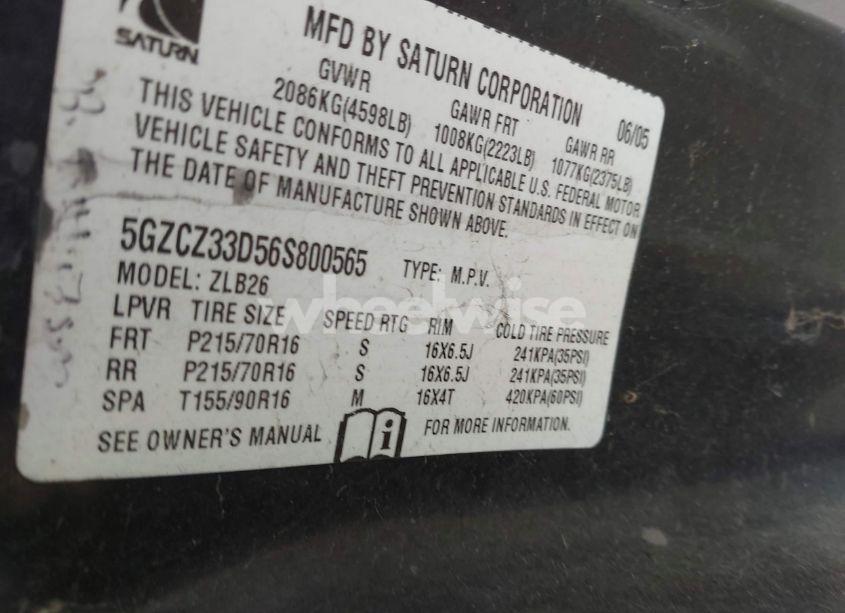 SATURN
MFD BY SATURN CORPORATION 06/05
GVWR GAWR FRT GAWR RR
2086KG(4598LB) 1008KG(2223LB) 1077KG(2375LB)
THIS VEHICLE CONFORMS TO ALL APPLICABLE U.S. FEDERAL MOTOR
VEHICLE SAFETY AND THEFT PREVENTION STANDARDS IN EFFECT ON
THE DATE OF MANUFACTURE SHOWN ABOVE.
5GZCZ33D56S800565 TYPE: M.P.V.
MODEL: ZLB26
wheelwise
LPVR TIRE SIZE SPEED RTG RIM COLD TIRE PRESSURE
FRT P215/70R16 S 16X6.5J 241KPA(35PSI)
RR P215/70R16 S 16X6.5J 241KPA(35PSI)
SPA T155/90R16 M 16X4T 420KPA(60PSI)
SEE OWNER'S MANUAL i FOR MORE INFORMATION.